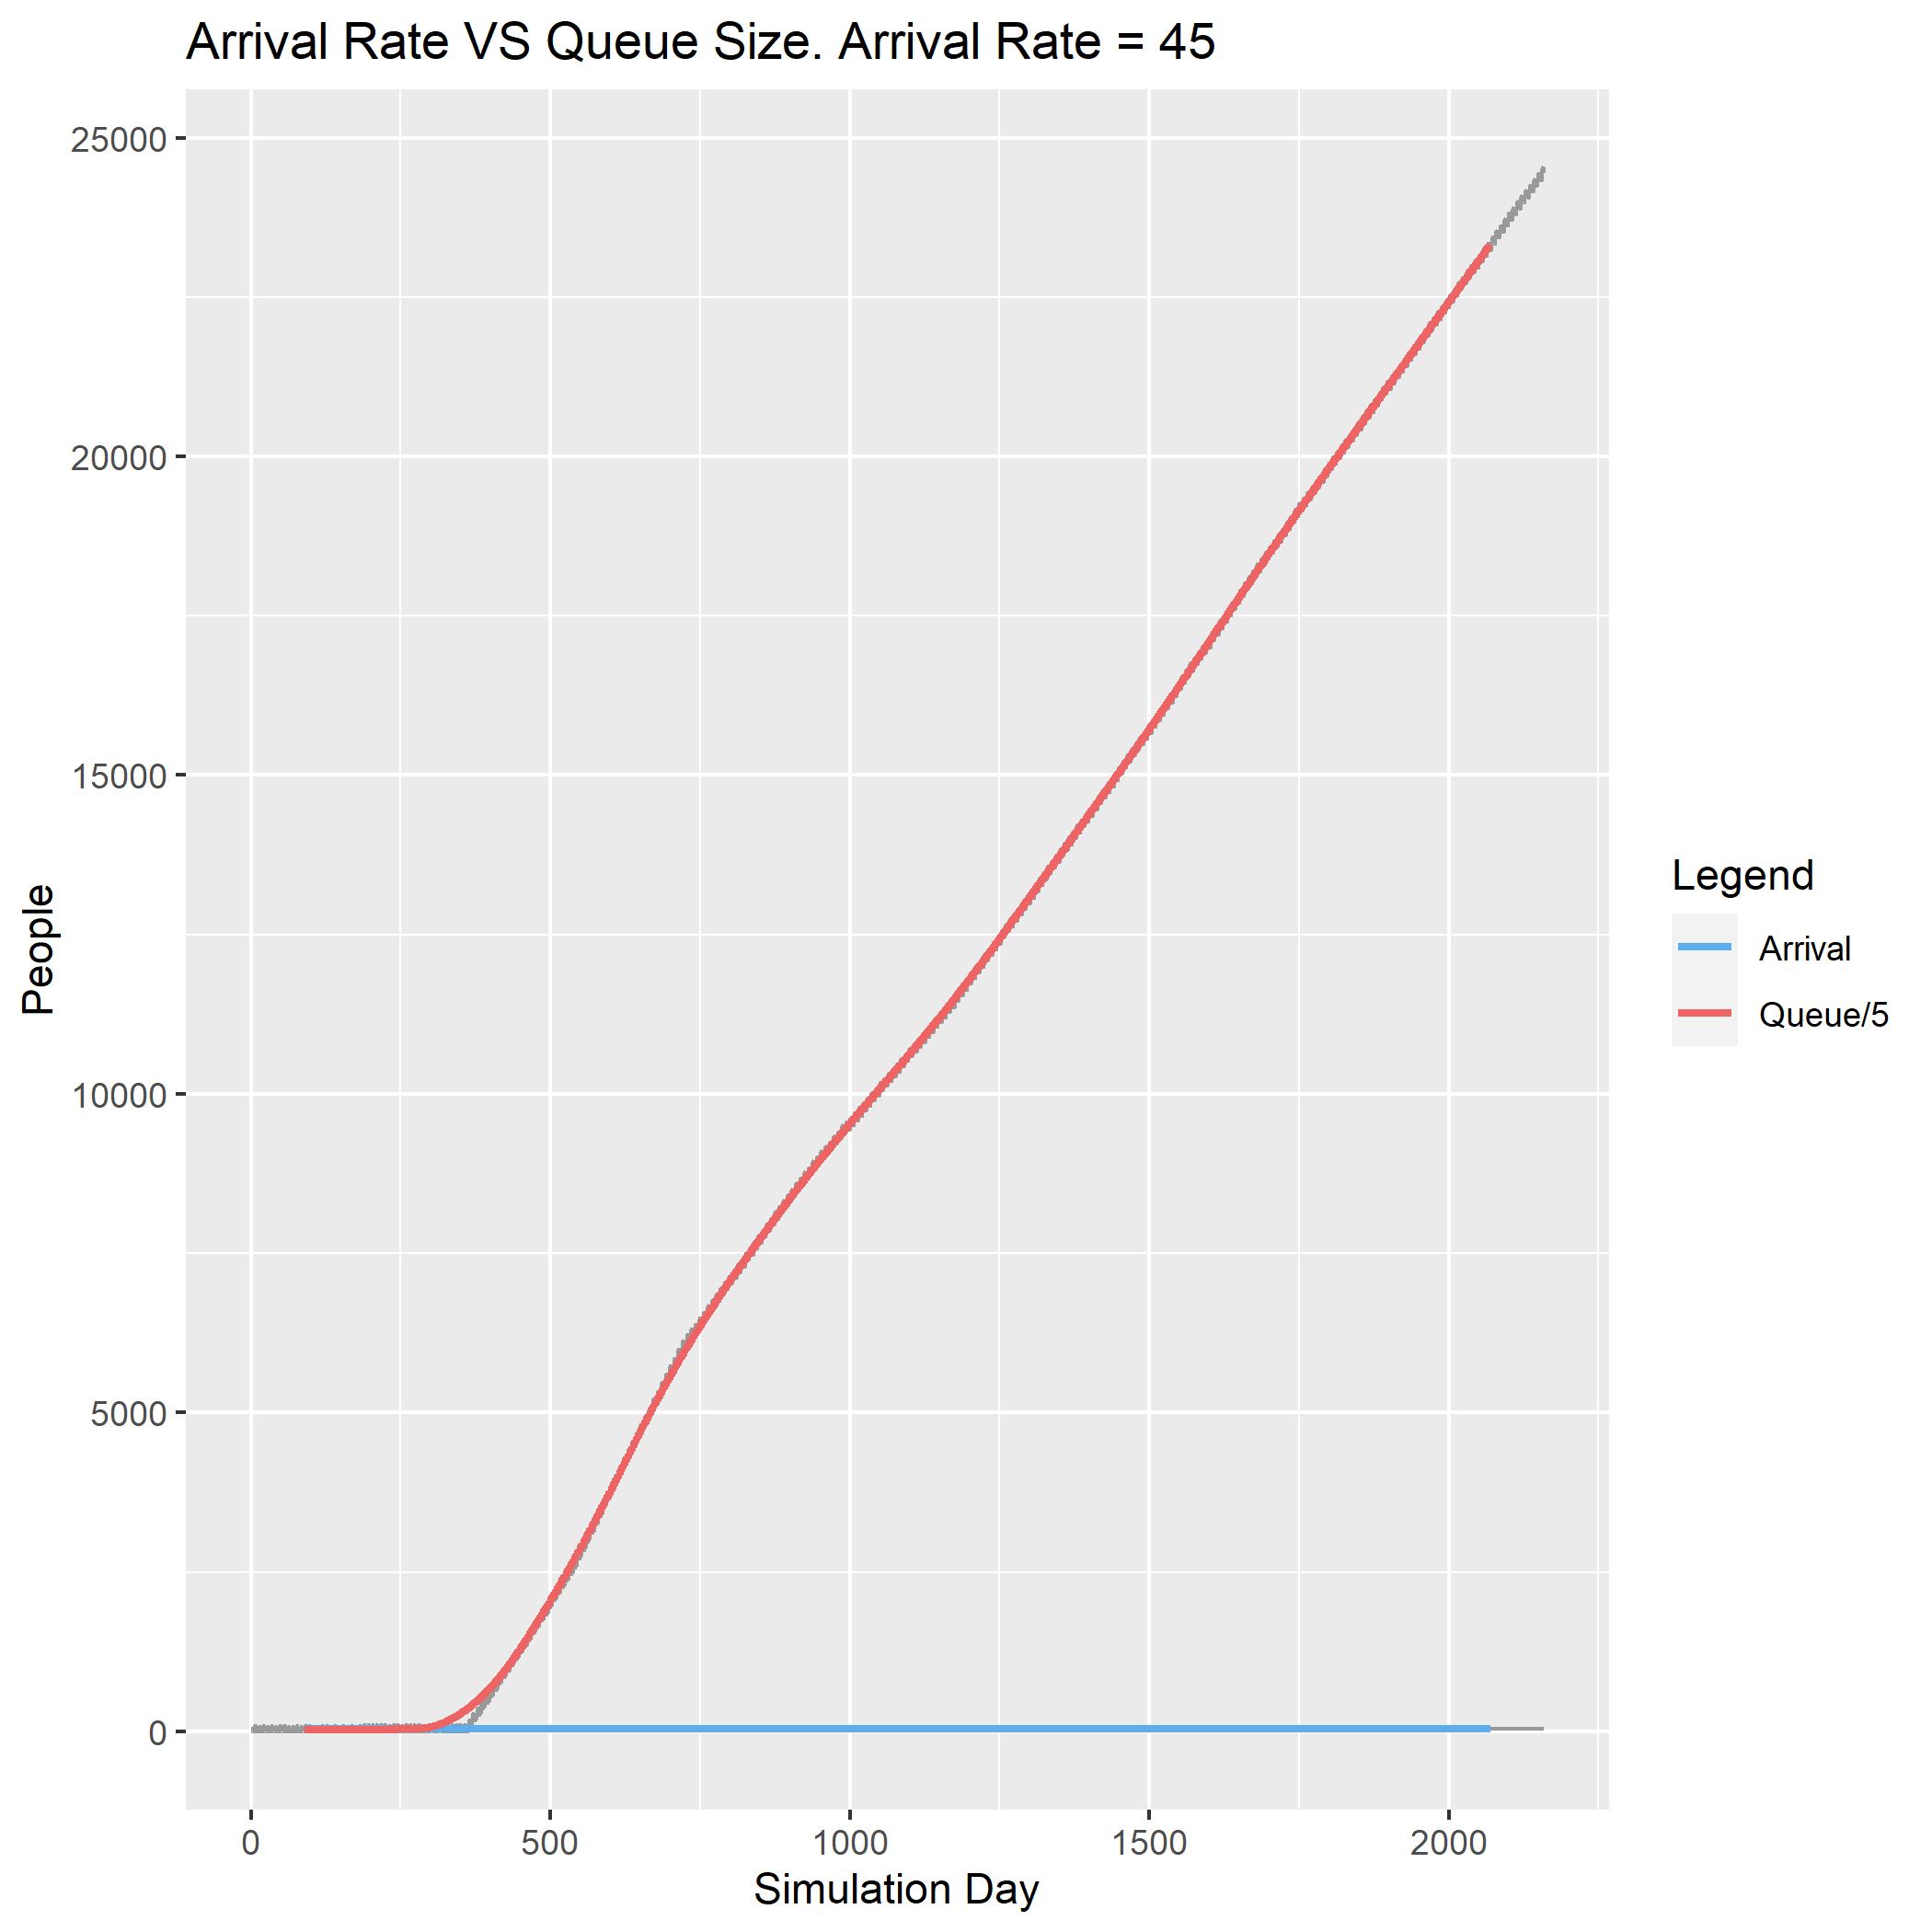 Arrival Rate VS Queue Size. Arrival Rate = 45
25000
20000
15000
10000
5000
0
People
0 500 1000 1500 2000
Simulation Day
Legend
Arrival
Queue/5